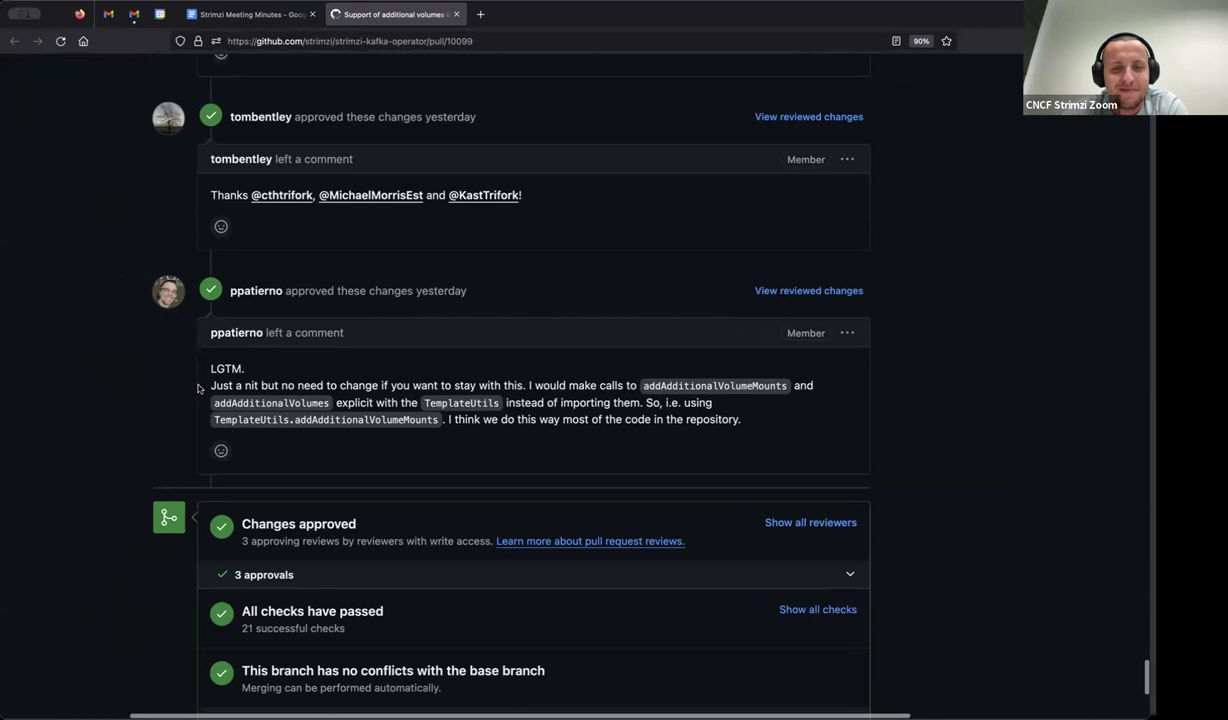 Strimzi Meeting Minutes - Goog
Support of additional volumes i
https://github.com/strimzi/strimzi-kafka-operator/pull/10099
90%
CNCF Strimzi Zoom
tombentley approved these changes yesterday
View reviewed changes
tombentley left a comment
Member
Thanks @cthtrifork, @MichaelMorrisEst and @KastTrifork!
ppatierno approved these changes yesterday
View reviewed changes
ppatierno left a comment
Member
LGTM.
Just a nit but no need to change if you want to stay with this. I would make calls to addAdditionalVolumeMounts and
addAdditionalVolumes explicit with the TemplateUtils instead of importing them. So, i.e. using
TemplateUtils.addAdditionalVolumeMounts. I think we do this way most of the code in the repository.
Changes approved
Show all reviewers
3 approving reviews by reviewers with write access. Learn more about pull request reviews.
3 approvals
All checks have passed
Show all checks
21 successful checks
This branch has no conflicts with the base branch
Merging can be performed automatically.